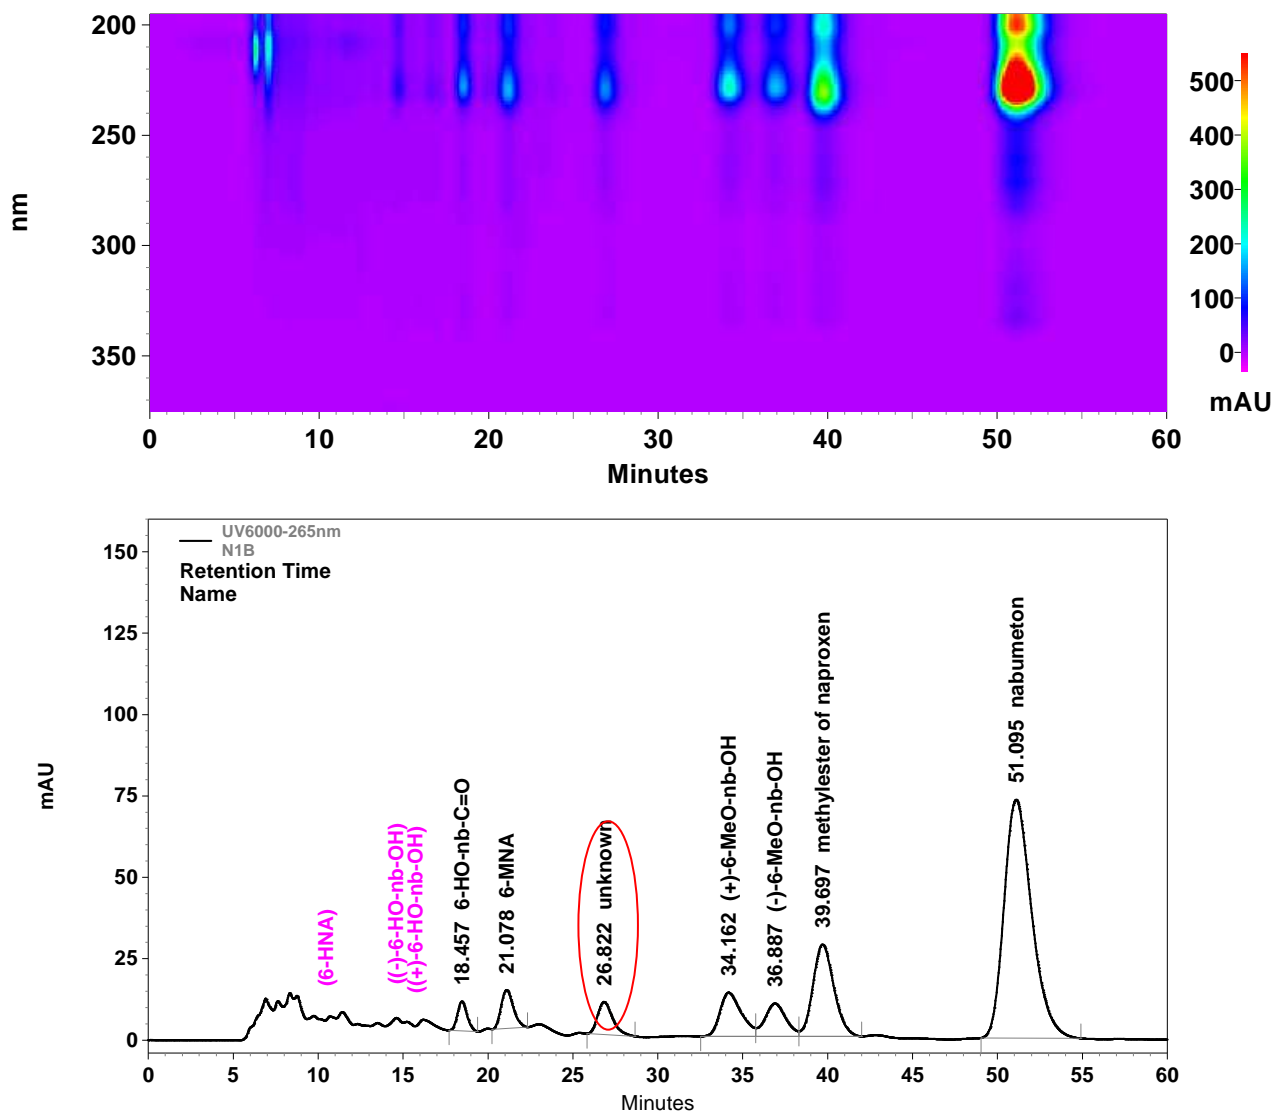 200
250
300
350
nm
0
10
20
30
40
50
60
Minutes
500
400
300
200
100
0
mAU
UV6000-265nm
N1B
Retention Time
Name
150
125
100
75
50
25
0
mAU
(6-HNA)
((-)-6-HO-nb-OH)
((+)-6-HO-nb-OH)
18.457 6-HO-nb-C=O
21.078 6-MNA
26.822 unknown
34.162 (+)-6-MeO-nb-OH
36.887 (-)-6-MeO-nb-OH
39.697 methylester of naproxen
51.095 nabumeton
0
5
10
15
20
25
30
35
40
45
50
55
60
Minutes